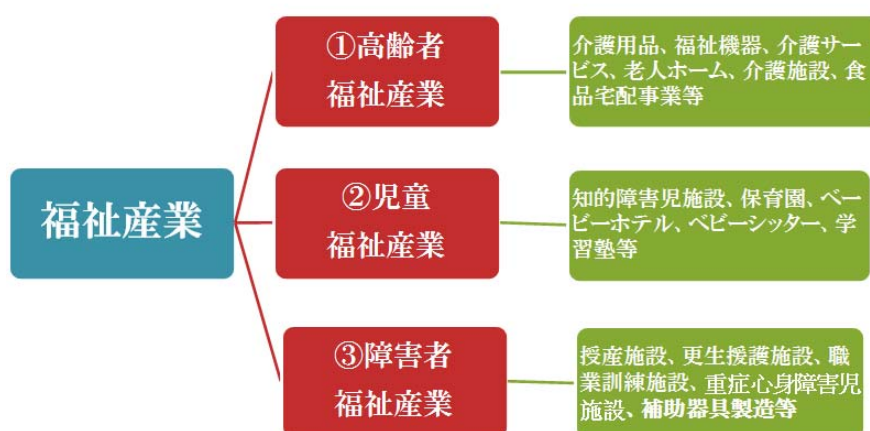 福祉産業
①高齢者
福祉産業
介護用品、福祉機器、介護サー
ビス、老人ホーム、介護施設、食
品宅配事業等
②児童
福祉産業
知的障害児施設、保育園、ベー
ビーホテル、ベビーシッター、学
習塾等
③障害者
福祉産業
授産施設、更生援護施設、職
業訓練施設、重症心身障害児
施設、補助器具製造等